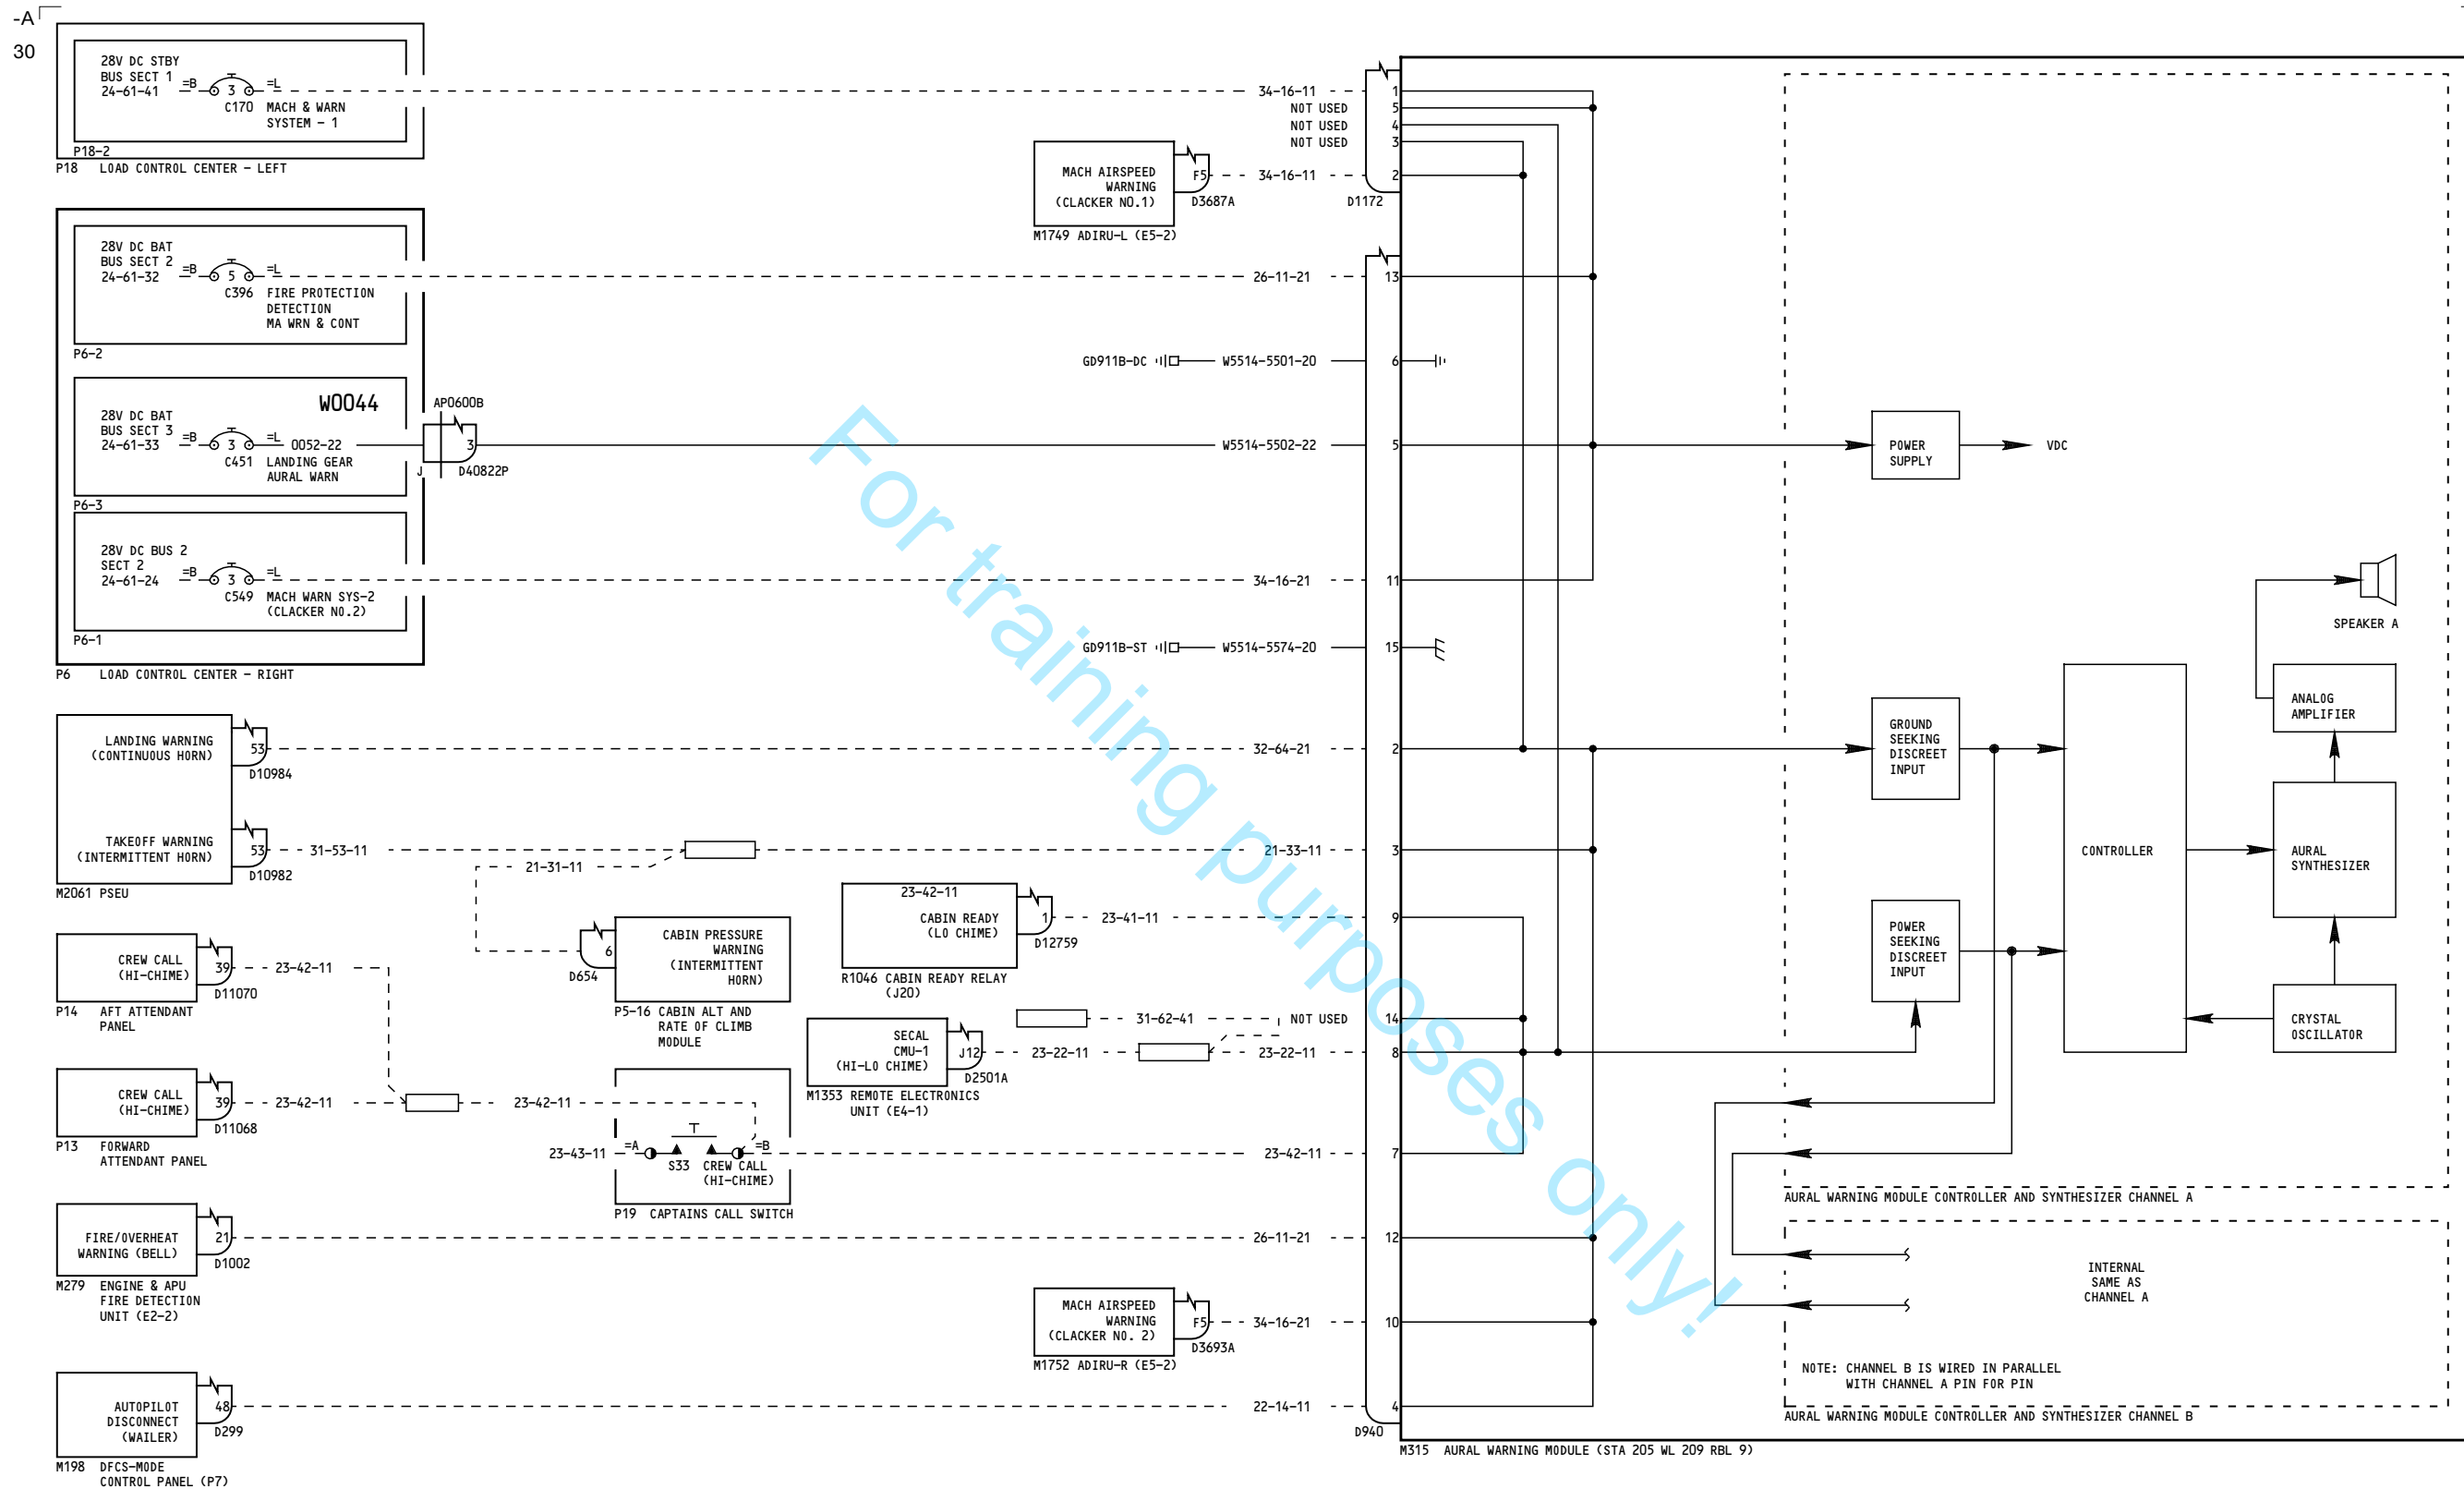 -A
30
28V DC STBY
BUS SECT 1
24-61-41
=B
3
=L
C170
MACH & WARN
SYSTEM - 1
P18-2
P18 LOAD CONTROL CENTER - LEFT
34-16-11
1
NOT USED
5
NOT USED
4
NOT USED
3
MACH AIRSPEED
WARNING
(CLACKER NO.1)
F5
34-16-11
2
D3687A
D1172
M1749 ADIRU-L (E5-2)
28V DC BAT
BUS SECT 2
24-61-32
=B
5
=L
C396
FIRE PROTECTION
DETECTION
MA WRN & CONT
P6-2
26-11-21
13
GD911B-DC
W5514-5501-20
6
W0044
28V DC BAT
BUS SECT 3
24-61-33
=B
3
=L
0052-22
C451
LANDING GEAR
AURAL WARN
P6-3
AP0600B
3
J
D40822P
W5514-5502-22
5
POWER
SUPPLY
VDC
28V DC BUS 2
SECT 2
24-61-24
=B
3
=L
C549
MACH WARN SYS-2
(CLACKER NO.2)
P6-1
P6 LOAD CONTROL CENTER - RIGHT
34-16-21
11
GD911B-ST
W5514-5574-20
15
SPEAKER A
ANALOG
AMPLIFIER
GROUND
SEEKING
DISCREET
INPUT
LANDING WARNING
(CONTINUOUS HORN)
53
D10984
32-64-21
2
TAKEOFF WARNING
(INTERMITTENT HORN)
53
D10982
M2061 PSEU
31-53-11
21-31-11
21-33-11
3
CONTROLLER
AURAL
SYNTHESIZER
23-42-11
CABIN READY
(LO CHIME)
1
D12759
R1046 CABIN READY RELAY
(J20)
23-41-11
9
POWER
SEEKING
DISCREET
INPUT
CABIN PRESSURE
WARNING
(INTERMITTENT
HORN)
6
D654
P5-16 CABIN ALT AND
RATE OF CLIMB
MODULE
CREW CALL
(HI-CHIME)
39
D11070
P14 AFT ATTENDANT
PANEL
23-42-11
31-62-41
NOT USED
14
CRYSTAL
OSCILLATOR
SECAL
CMU-1
(HI-LO CHIME)
J12
D2501A
M1353 REMOTE ELECTRONICS
UNIT (E4-1)
23-22-11
23-22-11
8
CREW CALL
(HI-CHIME)
39
D11068
P13 FORWARD
ATTENDANT PANEL
23-42-11
23-42-11
23-43-11
=A
=B
S33
CREW CALL
(HI-CHIME)
P19 CAPTAINS CALL SWITCH
23-42-11
7
AURAL WARNING MODULE CONTROLLER AND SYNTHESIZER CHANNEL A
FIRE/OVERHEAT
WARNING (BELL)
21
D1002
M279 ENGINE & APU
FIRE DETECTION
UNIT (E2-2)
26-11-21
12
INTERNAL
SAME AS
CHANNEL A
MACH AIRSPEED
WARNING
(CLACKER NO. 2)
F5
D3693A
M1752 ADIRU-R (E5-2)
34-16-21
10
NOTE: CHANNEL B IS WIRED IN PARALLEL
WITH CHANNEL A PIN FOR PIN
AUTOPILOT
DISCONNECT
(WAILER)
48
D299
M198 DFCS-MODE
CONTROL PANEL (P7)
22-14-11
4
D940
AURAL WARNING MODULE CONTROLLER AND SYNTHESIZER CHANNEL B
M315 AURAL WARNING MODULE (STA 205 WL 209 RBL 9)
For training purposes only!